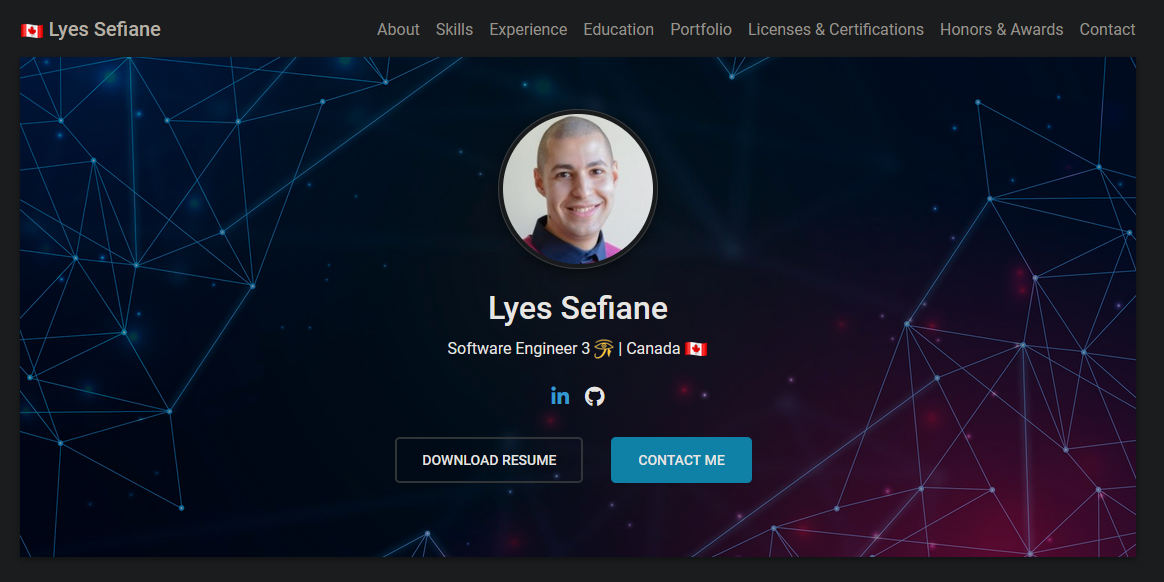 🇨🇦 Lyes Sefiane
About Skills Experience Education Portfolio Licenses & Certifications Honors & Awards Contact
Lyes Sefiane
Software Engineer 3 𓂀 | Canada 🇨🇦
in
DOWNLOAD RESUME
CONTACT ME